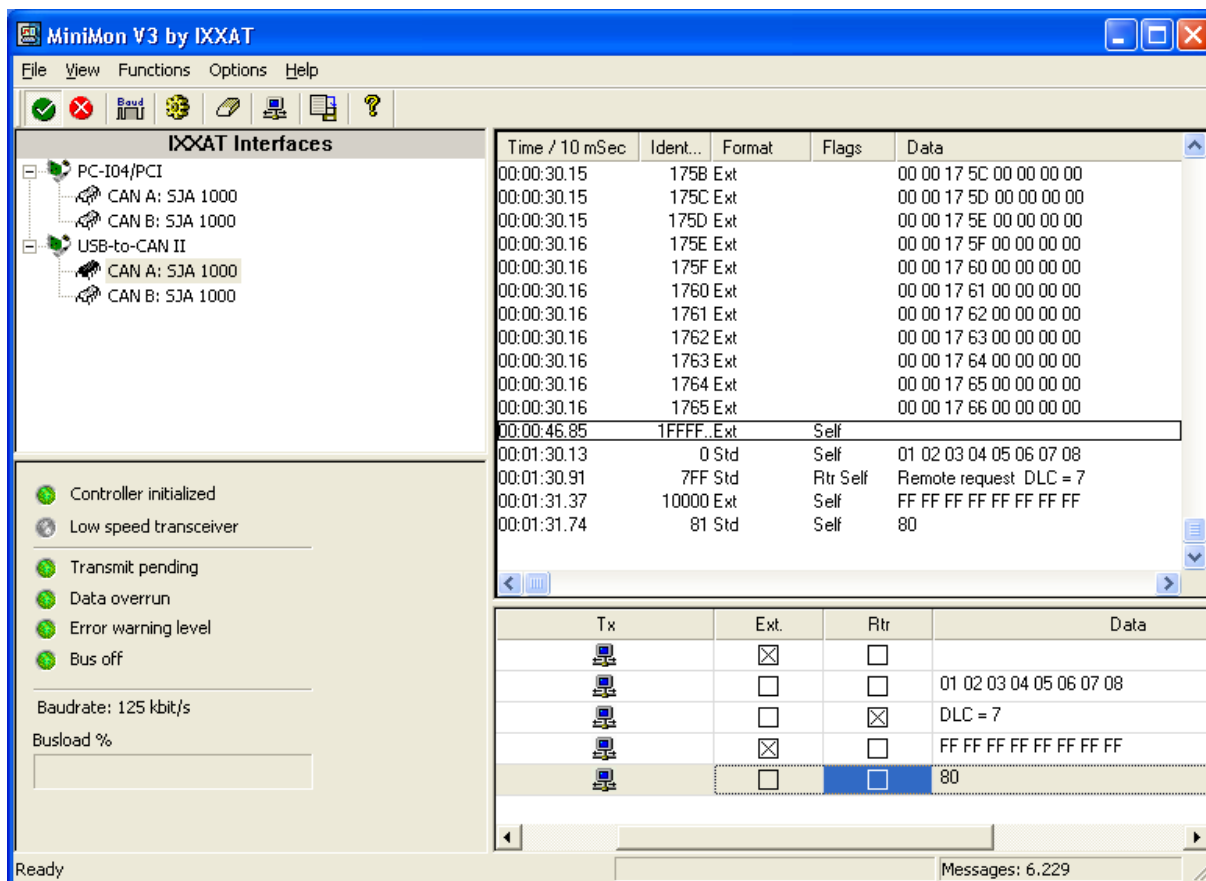 MiniMon V3 by IXXAT
File View Functions Options Help
Baud
IXXAT Interfaces
PC-I04/PCI
CAN A: SJA 1000
CAN B: SJA 1000
USB-to-CAN II
CAN A: SJA 1000
CAN B: SJA 1000
Time / 10 mSec Ident... Format Flags Data
00:00:30.15 175B Ext 00 00 17 5C 00 00 00 00
00:00:30.15 175C Ext 00 00 17 5D 00 00 00 00
00:00:30.15 175D Ext 00 00 17 5E 00 00 00 00
00:00:30.16 175E Ext 00 00 17 5F 00 00 00 00
00:00:30.16 175F Ext 00 00 17 60 00 00 00 00
00:00:30.16 1760 Ext 00 00 17 61 00 00 00 00
00:00:30.16 1761 Ext 00 00 17 62 00 00 00 00
00:00:30.16 1762 Ext 00 00 17 63 00 00 00 00
00:00:30.16 1763 Ext 00 00 17 64 00 00 00 00
00:00:30.16 1764 Ext 00 00 17 65 00 00 00 00
00:00:30.16 1765 Ext 00 00 17 66 00 00 00 00
00:00:46.85 1FFFF.. Ext Self
00:01:30.13 0 Std Self 01 02 03 04 05 06 07 08
00:01:30.91 7FF Std Rtr Self Remote request DLC = 7
00:01:31.37 10000 Ext Self FF FF FF FF FF FF FF FF
00:01:31.74 81 Std Self 80
Controller initialized
Low speed transceiver
Transmit pending
Data overrun
Error warning level
Bus off
Baudrate: 125 kbit/s
Busload %
Tx Ext. Rtr Data
01 02 03 04 05 06 07 08
DLC = 7
FF FF FF FF FF FF FF FF
80
Ready
Messages: 6.229